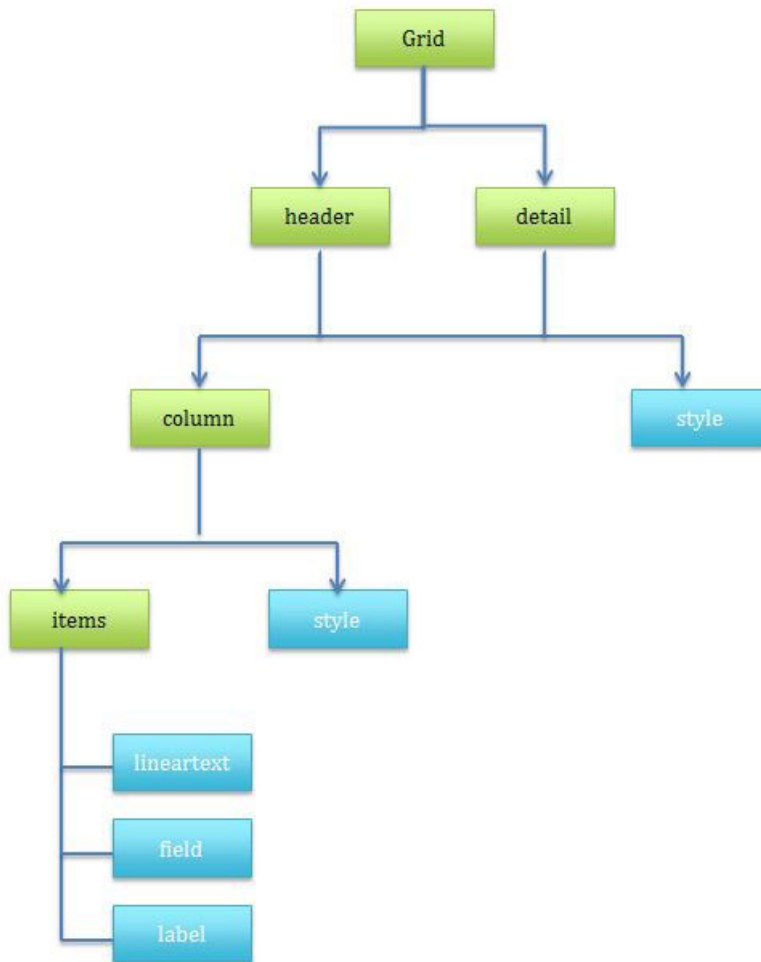 Grid
header
detail
column
style
items
style
lineartext
field
label